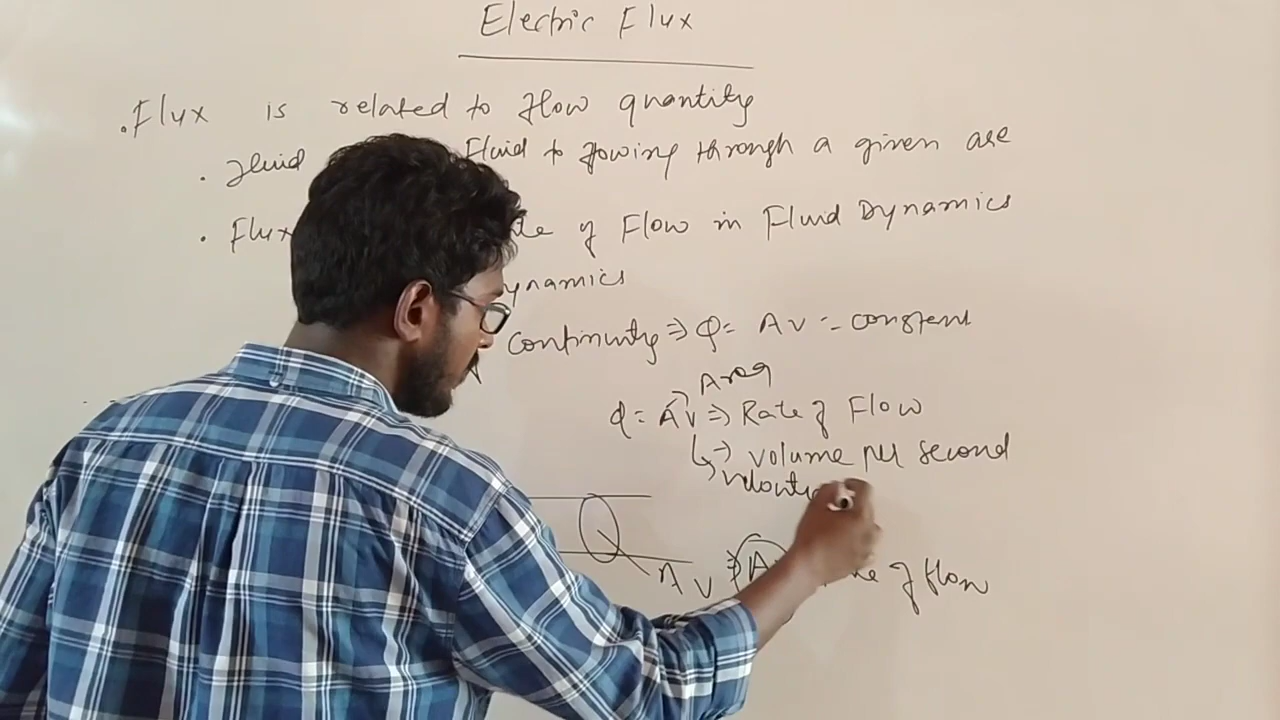 Electric Flux
. Flux is related to flow quantity
. fluid Fluid to flowing through a given are
. Flux of Flow in Fluid Dynamics
ynamics
continuity ⇒ Q = AV = constant
→ Area
Q = AV ⇒ Rate of Flow
→ volume per second
A V ⇒ of flow